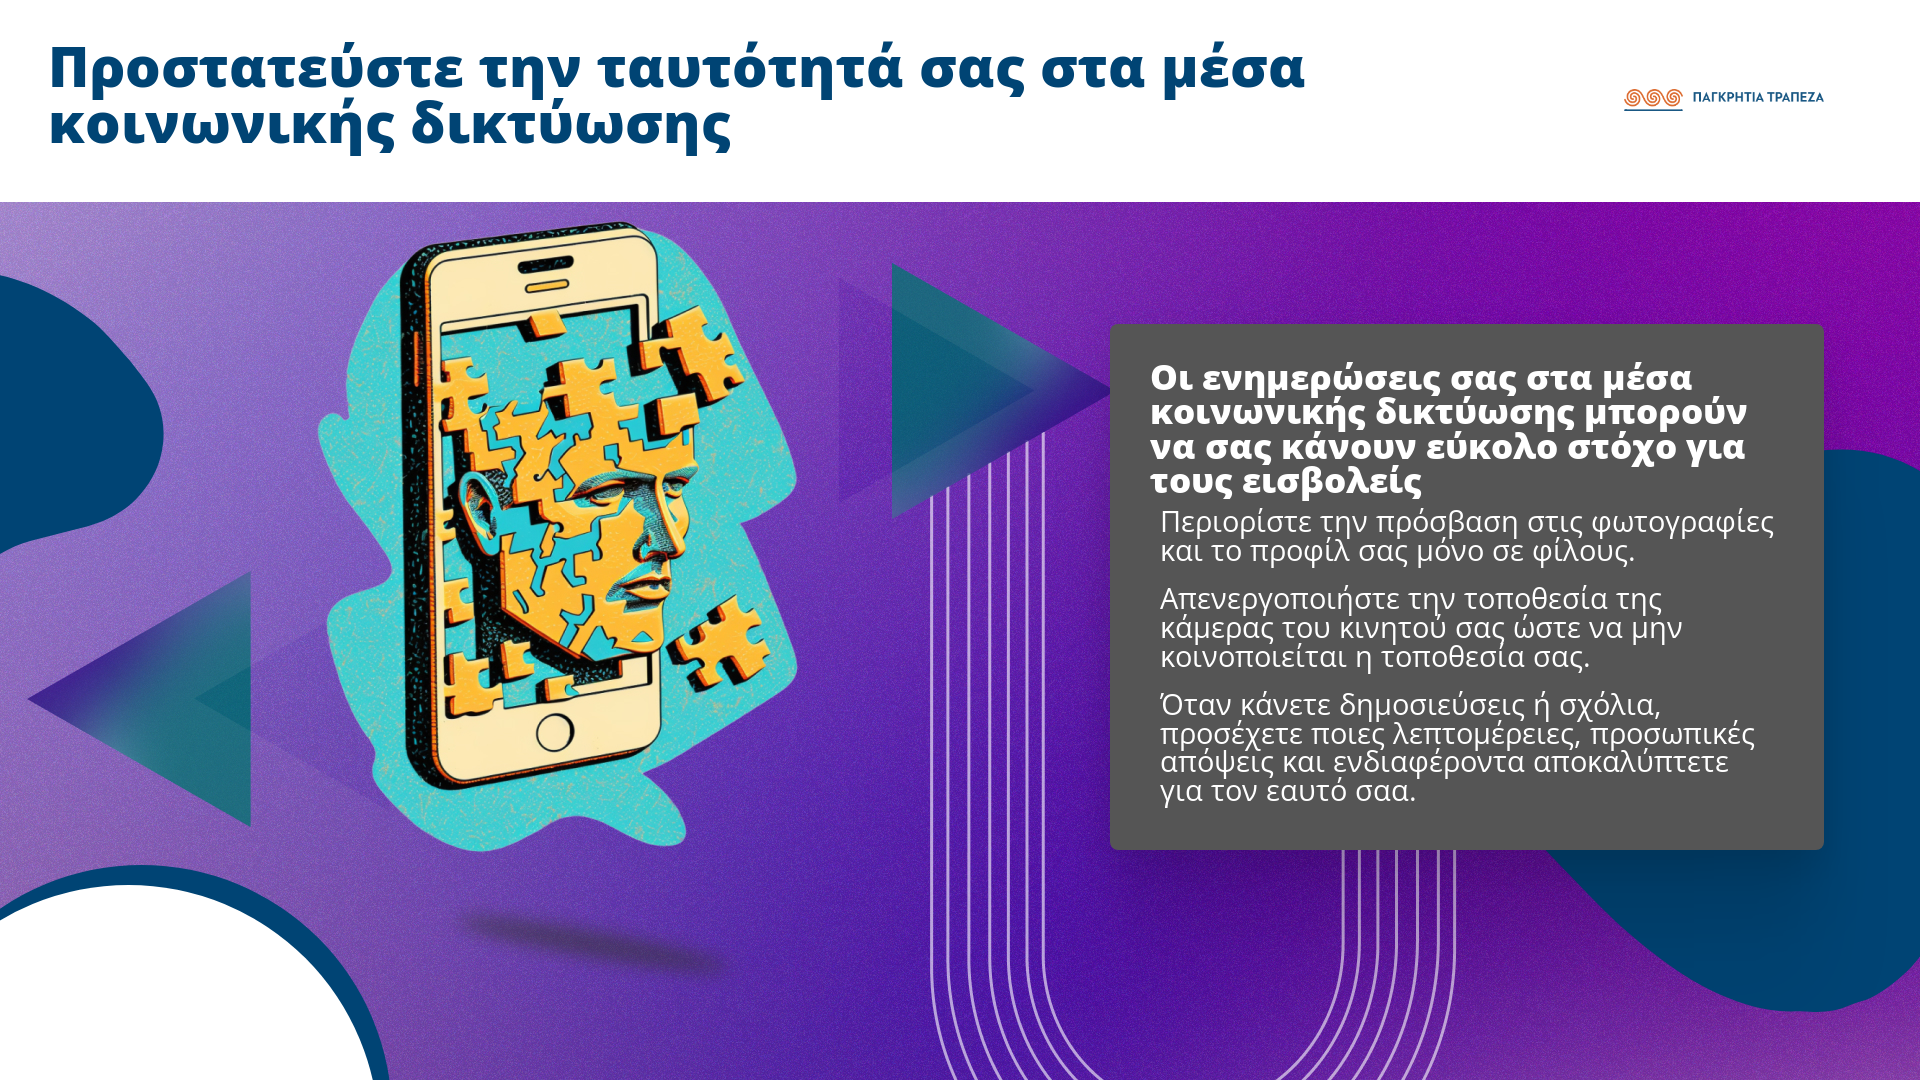 Προστατεύστε την ταυτότητά σας στα μέσα
κοινωνικής δικτύωσης
ΠΑΓΚΡΗΤΙΑ ΤΡΑΠΕΖΑ
Οι ενημερώσεις σας στα μέσα
κοινωνικής δικτύωσης μπορούν
να σας κάνουν εύκολο στόχο για
τους εισβολείς
Περιορίστε την πρόσβαση στις φωτογραφίες
και το προφίλ σας μόνο σε φίλους.
Απενεργοποιήστε την τοποθεσία της
κάμερας του κινητού σας ώστε να μην
κοινοποιείται η τοποθεσία σας.
Όταν κάνετε δημοσιεύσεις ή σχόλια,
προσέχετε ποιες λεπτομέρειες, προσωπικές
απόψεις και ενδιαφέροντα αποκαλύπτετε
για τον εαυτό σαα.